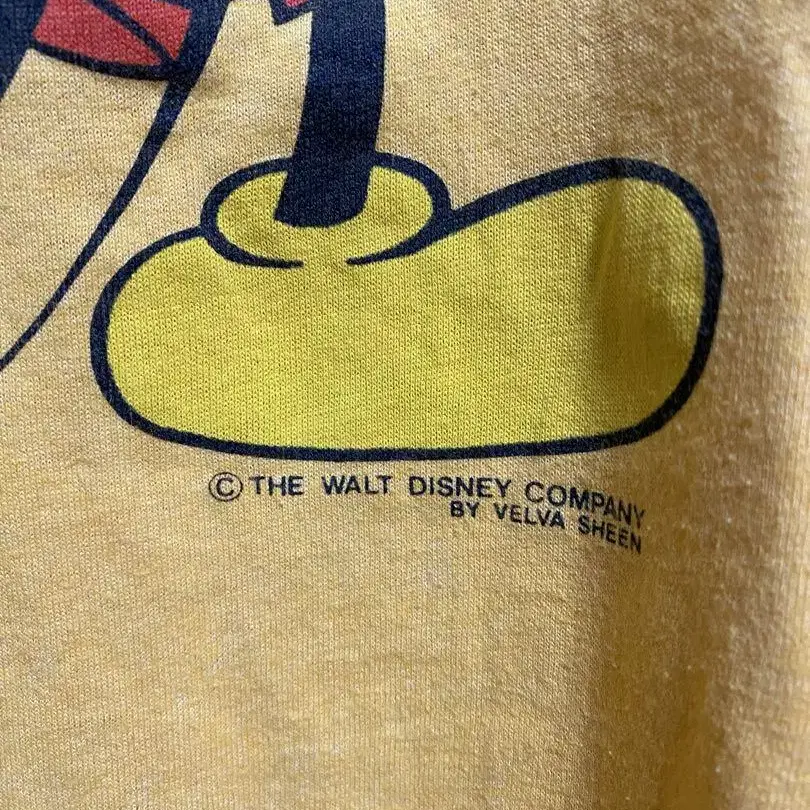 © THE WALT DISNEY COMPANY
BY VELVA SHEEN